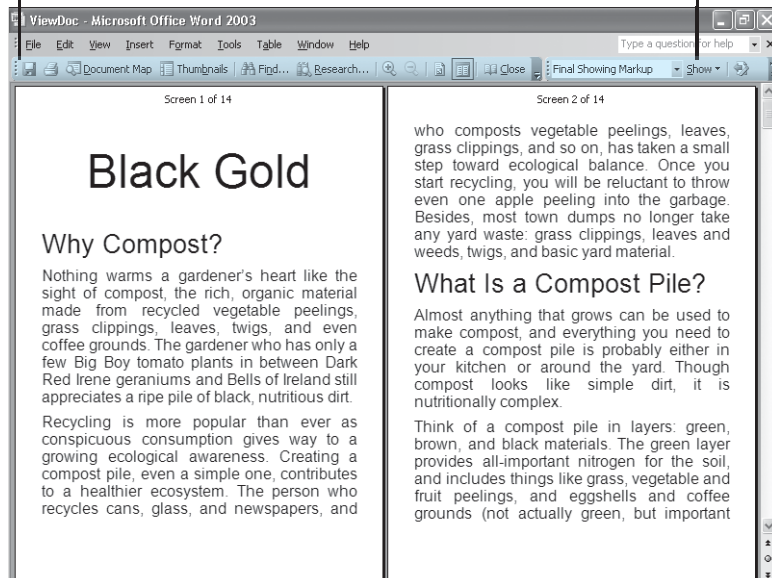 ViewDoc - Microsoft Office Word 2003
File Edit View Insert Format Tools Table Window Help Type a question for help
Document Map Thumbnails Find... Research... Close Final Showing Markup Show
Screen 1 of 14
Black Gold
Why Compost?
Nothing warms a gardener's heart like the
sight of compost, the rich, organic material
made from recycled vegetable peelings,
grass clippings, leaves, twigs, and even
coffee grounds. The gardener who has only a
few Big Boy tomato plants in between Dark
Red Irene geraniums and Bells of Ireland still
appreciates a ripe pile of black, nutritious dirt.
Recycling is more popular than ever as
conspicuous consumption gives way to a
growing ecological awareness. Creating a
compost pile, even a simple one, contributes
to a healthier ecosystem. The person who
recycles cans, glass, and newspapers, and
Screen 2 of 14
who composts vegetable peelings, leaves,
grass clippings, and so on, has taken a small
step toward ecological balance. Once you
start recycling, you will be reluctant to throw
even one apple peeling into the garbage.
Besides, most town dumps no longer take
any yard waste: grass clippings, leaves and
weeds, twigs, and basic yard material.
What Is a Compost Pile?
Almost anything that grows can be used to
make compost, and everything you need to
create a compost pile is probably either in
your kitchen or around the yard. Though
compost looks like simple dirt, it is
nutritionally complex.
Think of a compost pile in layers: green,
brown, and black materials. The green layer
provides all-important nitrogen for the soil,
and includes things like grass, vegetable and
fruit peelings, and eggshells and coffee
grounds (not actually green, but important